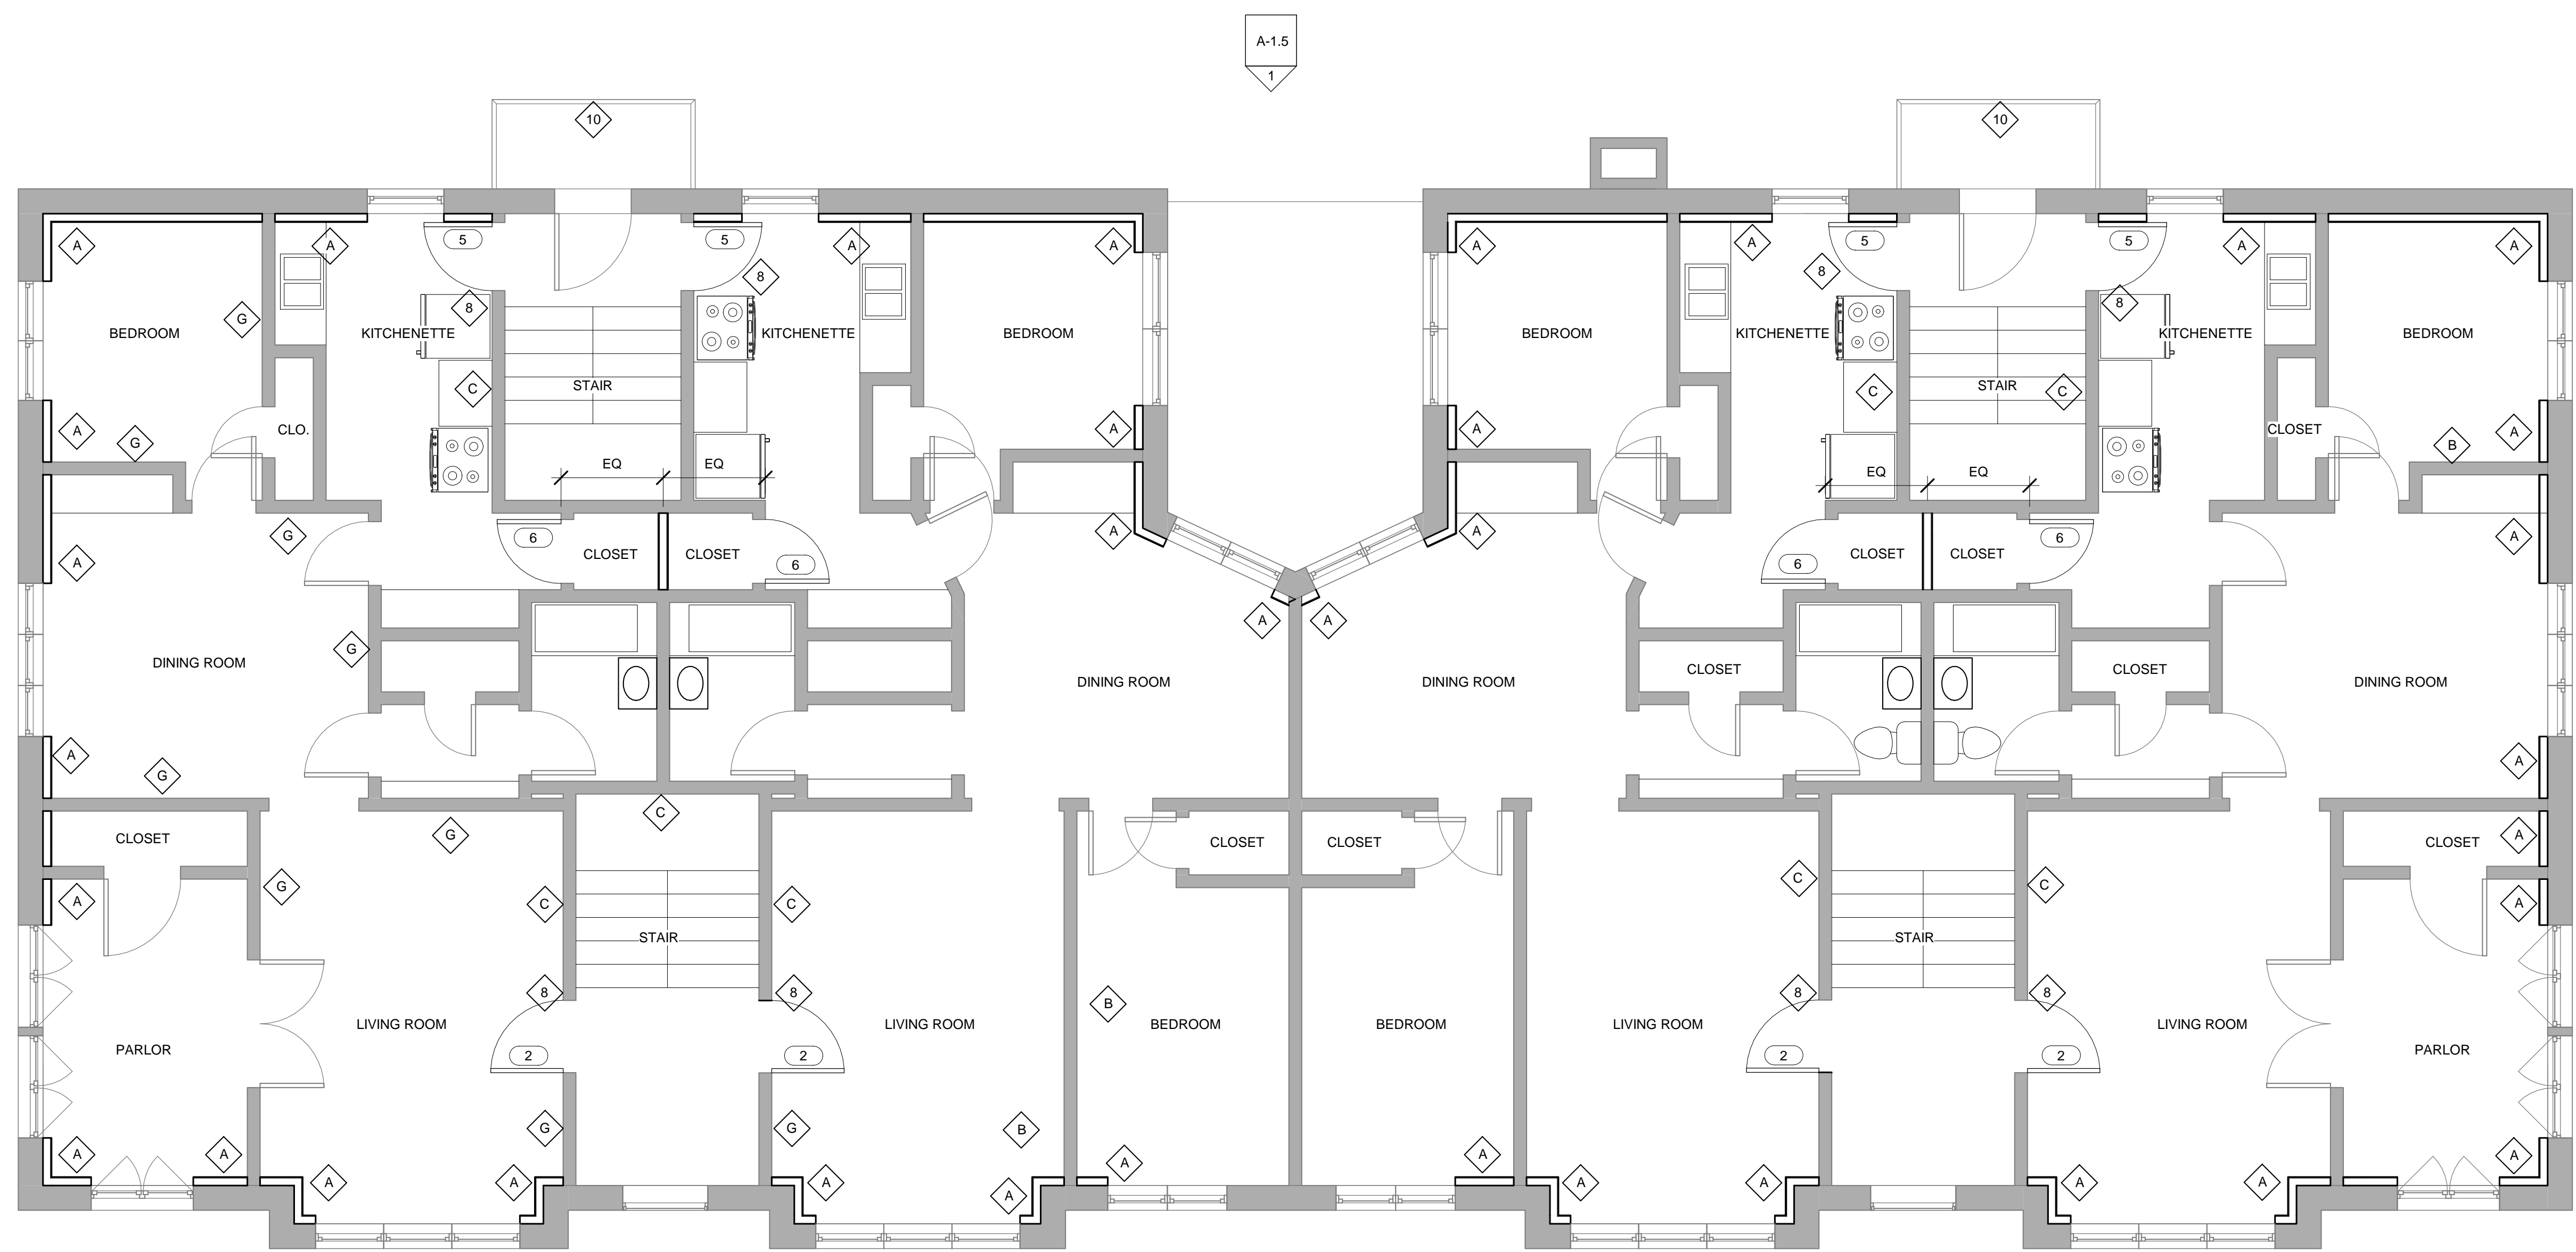 A-1.5
1
10
10
A
A
5
5
A
A
A
A
5
5
A
A
8
8
8
8
G
BEDROOM
KITCHENETTE
KITCHENETTE
BEDROOM
BEDROOM
KITCHENETTE
KITCHENETTE
BEDROOM
C
STAIR
C
STAIR
C
A
G
CLO.
A
A
CLOSET
B
A
EQ
EQ
EQ
EQ
A
G
6
CLOSET
CLOSET
6
A
A
6
CLOSET
CLOSET
6
A
A
A
G
DINING ROOM
DINING ROOM
DINING ROOM
CLOSET
CLOSET
DINING ROOM
A
G
A
C
CLOSET
G
CLOSET
CLOSET
CLOSET
A
A
G
C
C
C
C
A
STAIR
STAIR
8
8
B
8
8
PARLOR
LIVING ROOM
LIVING ROOM
BEDROOM
BEDROOM
LIVING ROOM
LIVING ROOM
PARLOR
2
2
2
2
G
G
B
A
A
A
A
A
A
A
A
A
A
A
A
A
A